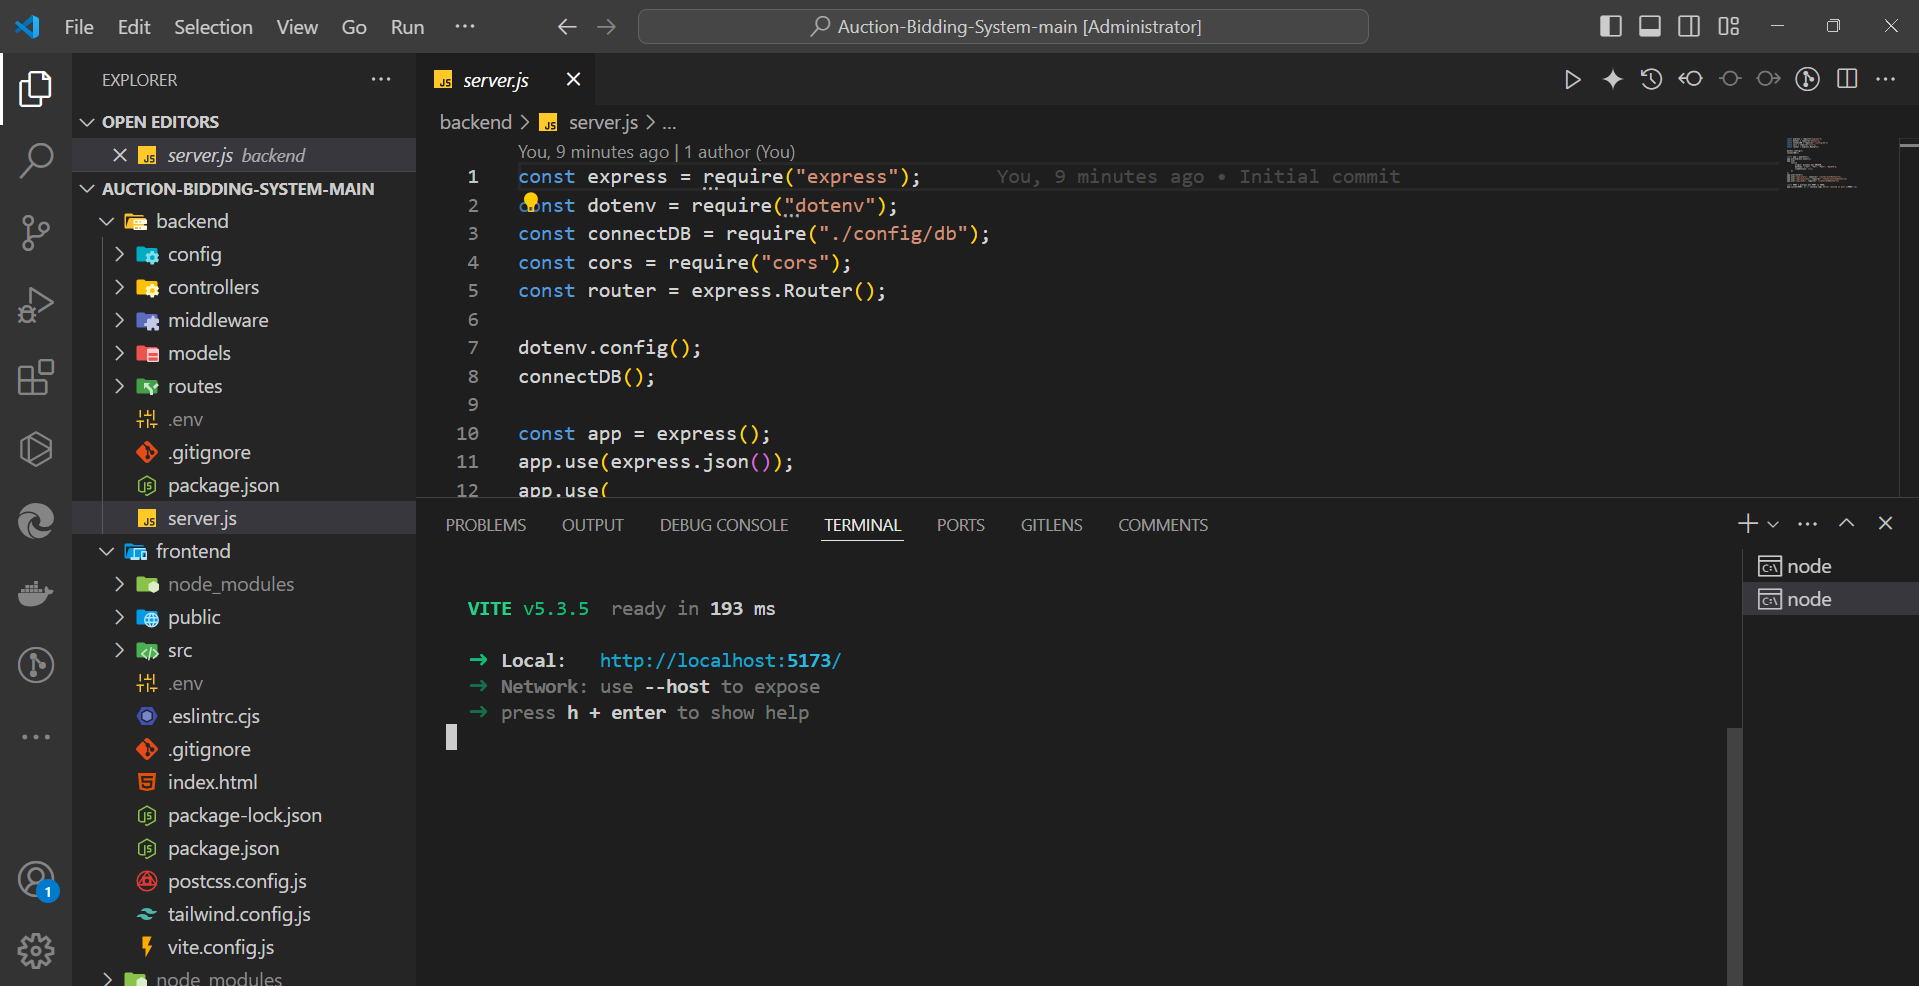 File Edit Selection View Go Run ...
Auction-Bidding-System-main [Administrator]
EXPLORER
OPEN EDITORS
server.js backend
AUCTION-BIDDING-SYSTEM-MAIN
backend
config
controllers
middleware
models
routes
.env
.gitignore
package.json
server.js
frontend
node_modules
public
src
.env
.eslintrc.cjs
.gitignore
index.html
package-lock.json
package.json
postcss.config.js
tailwind.config.js
vite.config.js
node_modules
1
server.js
backend > server.js > ...
You, 9 minutes ago | 1 author (You)
1 const express = require("express"); You, 9 minutes ago • Initial commit
2 const dotenv = require("dotenv");
3 const connectDB = require("./config/db");
4 const cors = require("cors");
5 const router = express.Router();
6
7 dotenv.config();
8 connectDB();
9
10 const app = express();
11 app.use(express.json());
12 app.use(
PROBLEMS OUTPUT DEBUG CONSOLE TERMINAL PORTS GITLENS COMMENTS
VITE v5.3.5 ready in 193 ms
➜ Local: http://localhost:5173/
➜ Network: use --host to expose
➜ press h + enter to show help
node
node